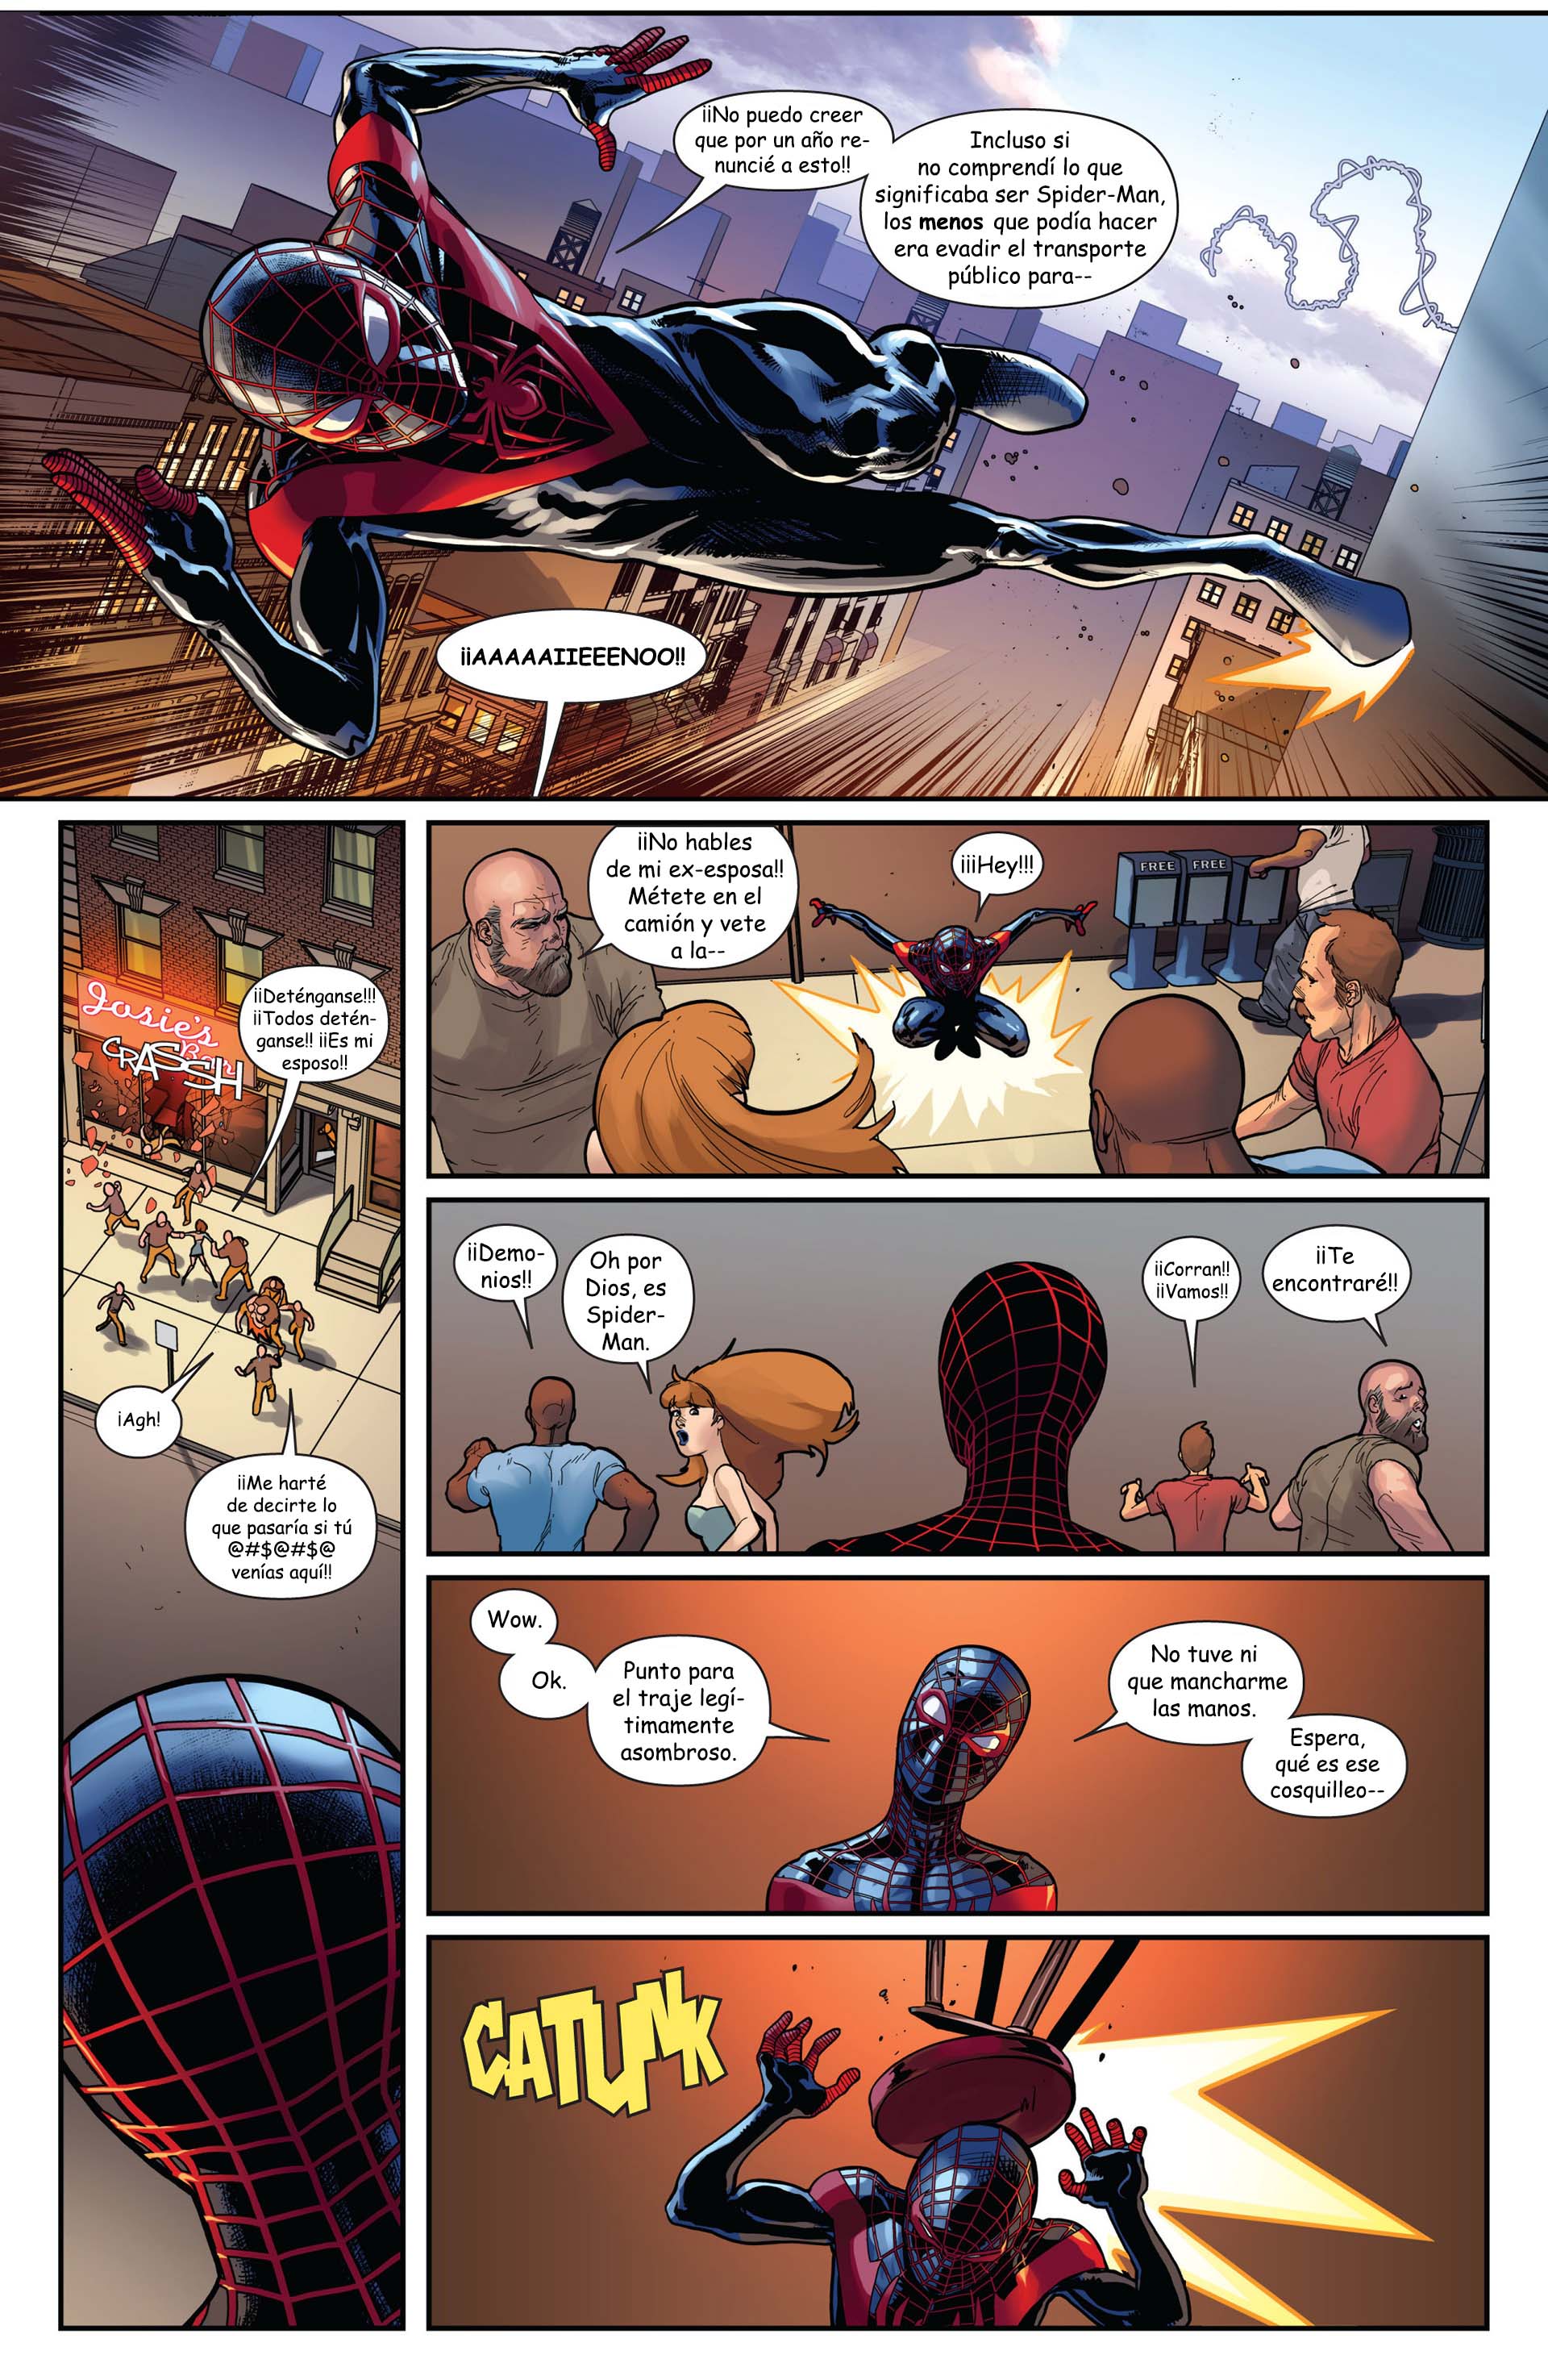 ¡¡No puedo creer
que por un año re-
nuncié a esto!!
Incluso si
no comprendí lo que
significaba ser Spider-Man,
los menos que podía hacer
era evadir el transporte
público para--
¡¡AAAAAIIEEENOO!!
Josie's
Bar
CRASSH
¡¡Deténganse!!!
¡¡Todos detén-
ganse!! ¡¡Es mi
esposo!!
¡Agh!
¡¡Me harté
de decirte lo
que pasaría si tú
@#$@#$@
venías aquí!!
¡¡No hables
de mi ex-esposa!!
Métete en el
camión y vete
a la--
¡¡¡Hey!!!
FREE
FREE
¡¡Demo-
nios!!
Oh por
Dios, es
Spider-
Man.
¡¡Corran!!
¡¡Vamos!!
¡¡Te
encontraré!!
Wow.
Ok.
Punto para
el traje legí-
timamente
asombroso.
No tuve ni
que mancharme
las manos.
Espera,
qué es ese
cosquilleo--
CATUNK